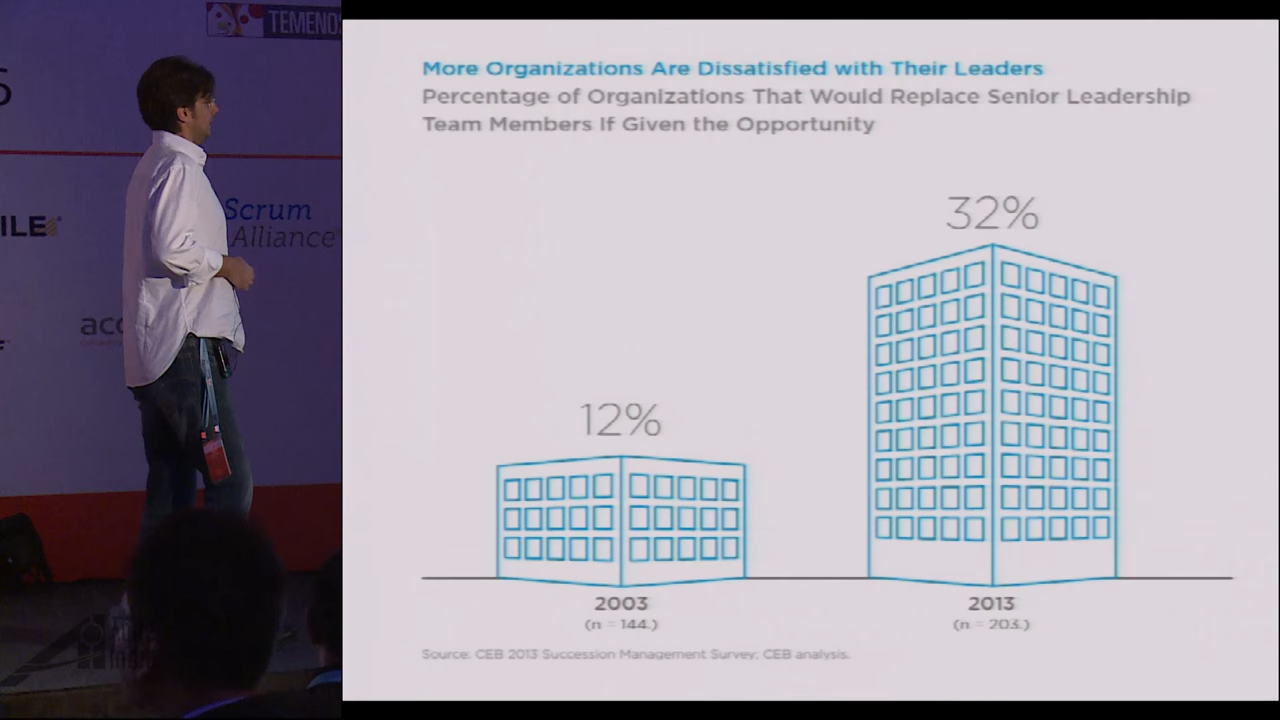 TEMENOS
S
ILE
Scrum
Alliance
acc
More Organizations Are Dissatisfied with Their Leaders
Percentage of Organizations That Would Replace Senior Leadership
Team Members If Given the Opportunity
32%
12%
2003
(n = 144.)
2013
(n = 203.)
Source: CEB 2013 Succession Management Survey; CEB analysis.